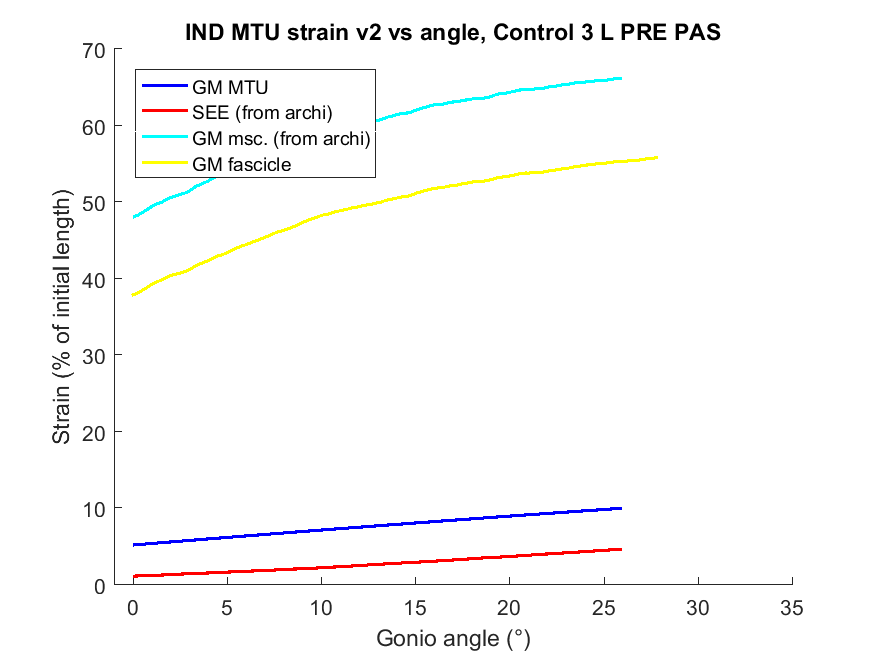 IND MTU strain v2 vs angle, Control 3 L PRE PAS
70
60
50
40
30
20
10
0
Strain (% of initial length)
GM MTU
SEE (from archi)
GM msc. (from archi)
GM fascicle
0 5 10 15 20 25 30 35
Gonio angle (°)